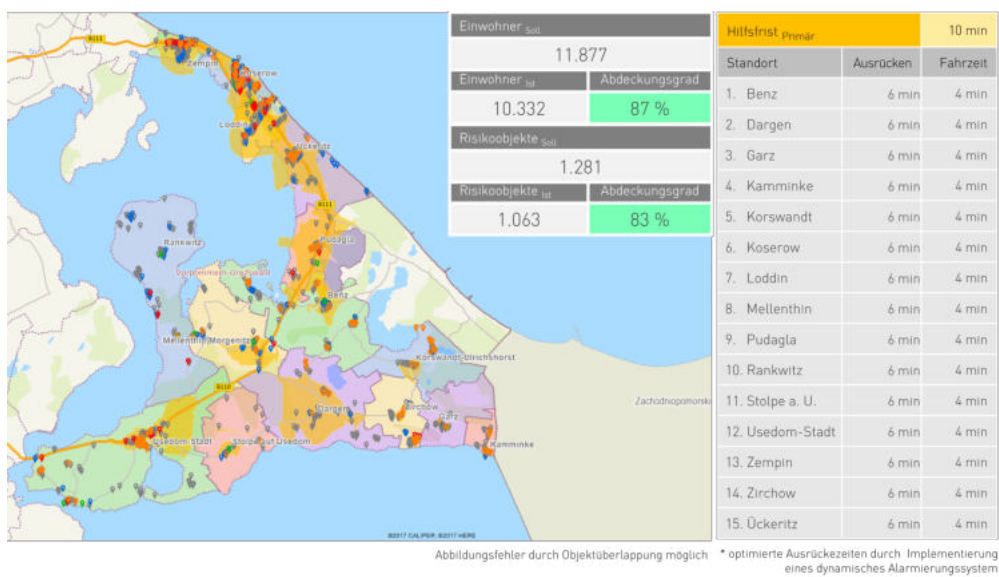 B111
Zempin
Koserow
Loddin
Ückeritz
B111
Pudagla
Rankwitz
Vorpommern-Greifswald
Benz
Mellenthin/Morgenitz
Korswandt-Ulrichshorst
B110
Dargen
Zirchow
Garz
Usedom-Stadt
Stolpe auf Usedom
Kamminke
Zachodniopomorski
©2017 CALIPER, ©2017 HERE
Einwohner Soll
11.877
Einwohner Ist Abdeckungsgrad
10.332 87 %
Risikoobjekte Soll
1.281
Risikoobjekte Ist Abdeckungsgrad
1.063 83 %
Hilfsfrist Primär 10 min
Standort Ausrücken Fahrzeit
1. Benz 6 min 4 min
2. Dargen 6 min 4 min
3. Garz 6 min 4 min
4. Kamminke 6 min 4 min
5. Korswandt 6 min 4 min
6. Koserow 6 min 4 min
7. Loddin 6 min 4 min
8. Mellenthin 6 min 4 min
9. Pudagla 6 min 4 min
10. Rankwitz 6 min 4 min
11. Stolpe a. U. 6 min 4 min
12. Usedom-Stadt 6 min 4 min
13. Zempin 6 min 4 min
14. Zirchow 6 min 4 min
15. Ückeritz 6 min 4 min
Abbildungsfehler durch Objektüberlappung möglich
* optimierte Ausrückezeiten durch Implementierung
eines dynamisches Alarmierungssystem